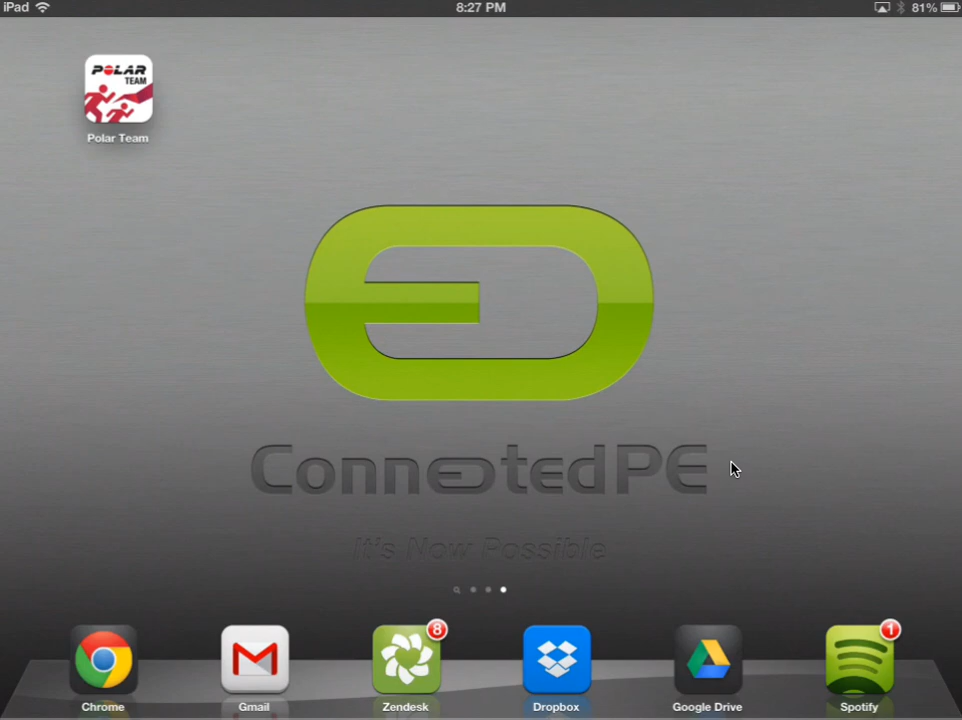 iPad 8:27 PM 81%
POLAR
TEAM
Polar Team
ConnectedPE
It's Now Possible
8 1
Chrome Gmail Zendesk Dropbox Google Drive Spotify